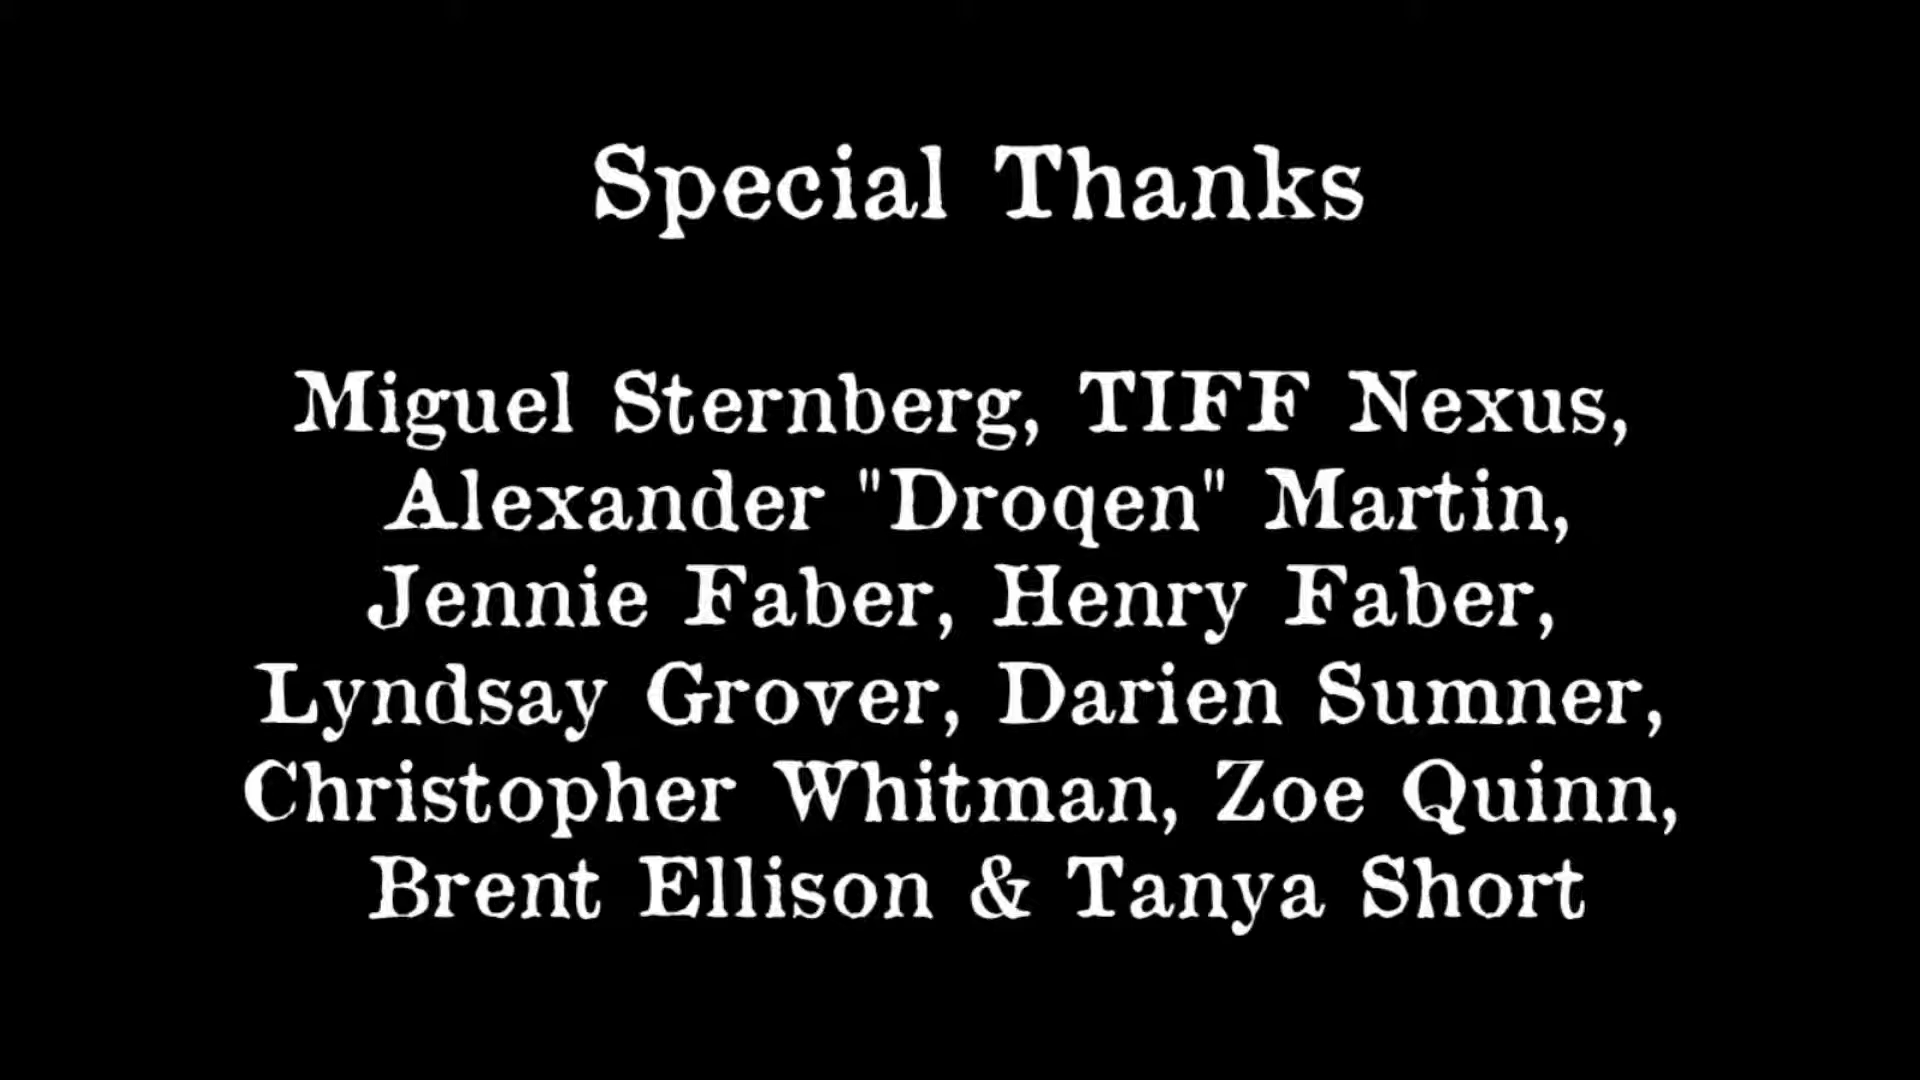 Special Thanks
Miguel Sternberg, TIFF Nexus,
Alexander "Droqen" Martin,
Jennie Faber, Henry Faber,
Lyndsay Grover, Darien Sumner,
Christopher Whitman, Zoe Quinn,
Brent Ellison & Tanya Short